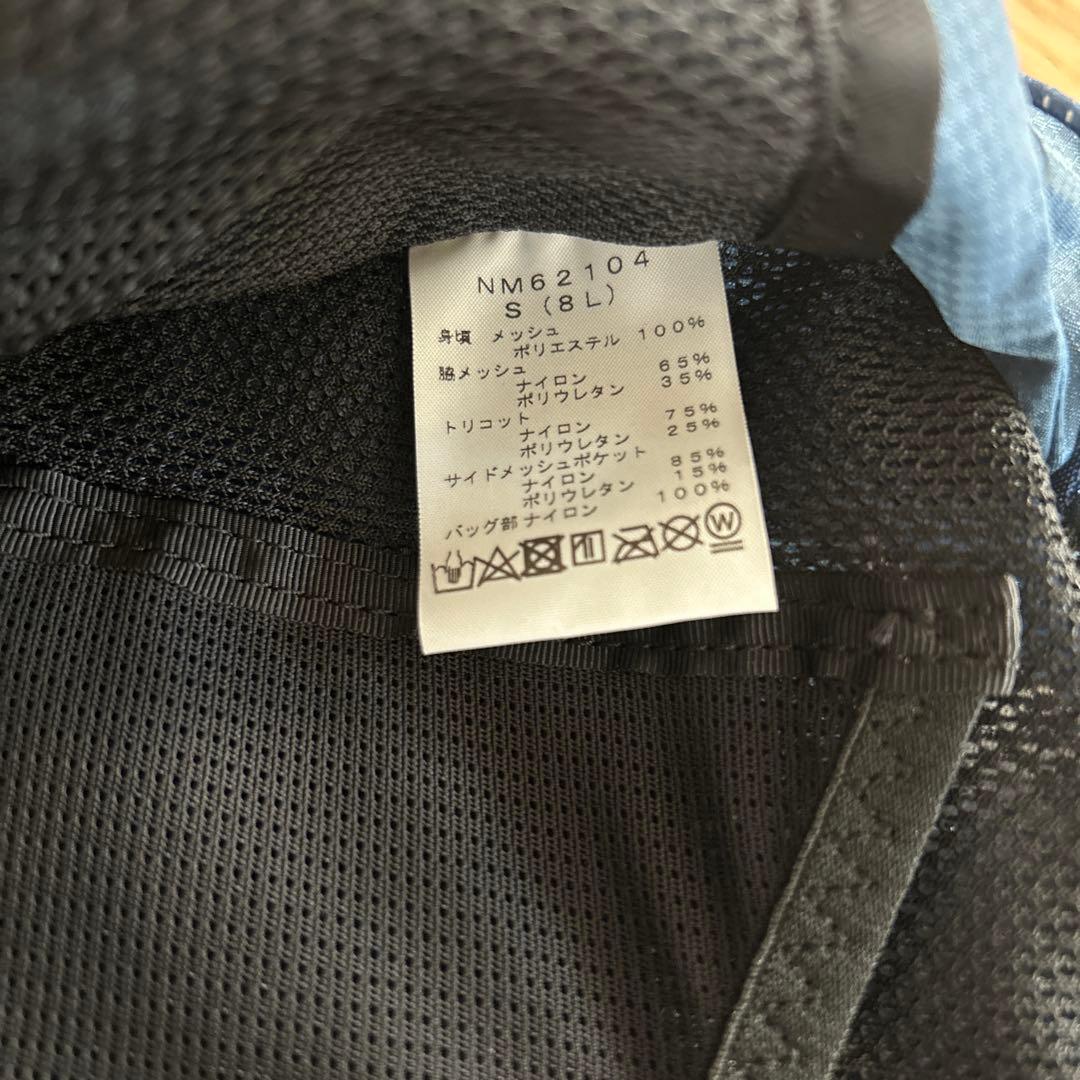 NM62104
S (8L)
身頃 メッシュ
ポリエステル 100%
脇メッシュ
ナイロン 65%
ポリウレタン 35%
トリコット
ナイロン 75%
ポリウレタン 25%
サイドメッシュポケット
ナイロン 85%
ポリウレタン 15%
バッグ部 ナイロン 100%
W